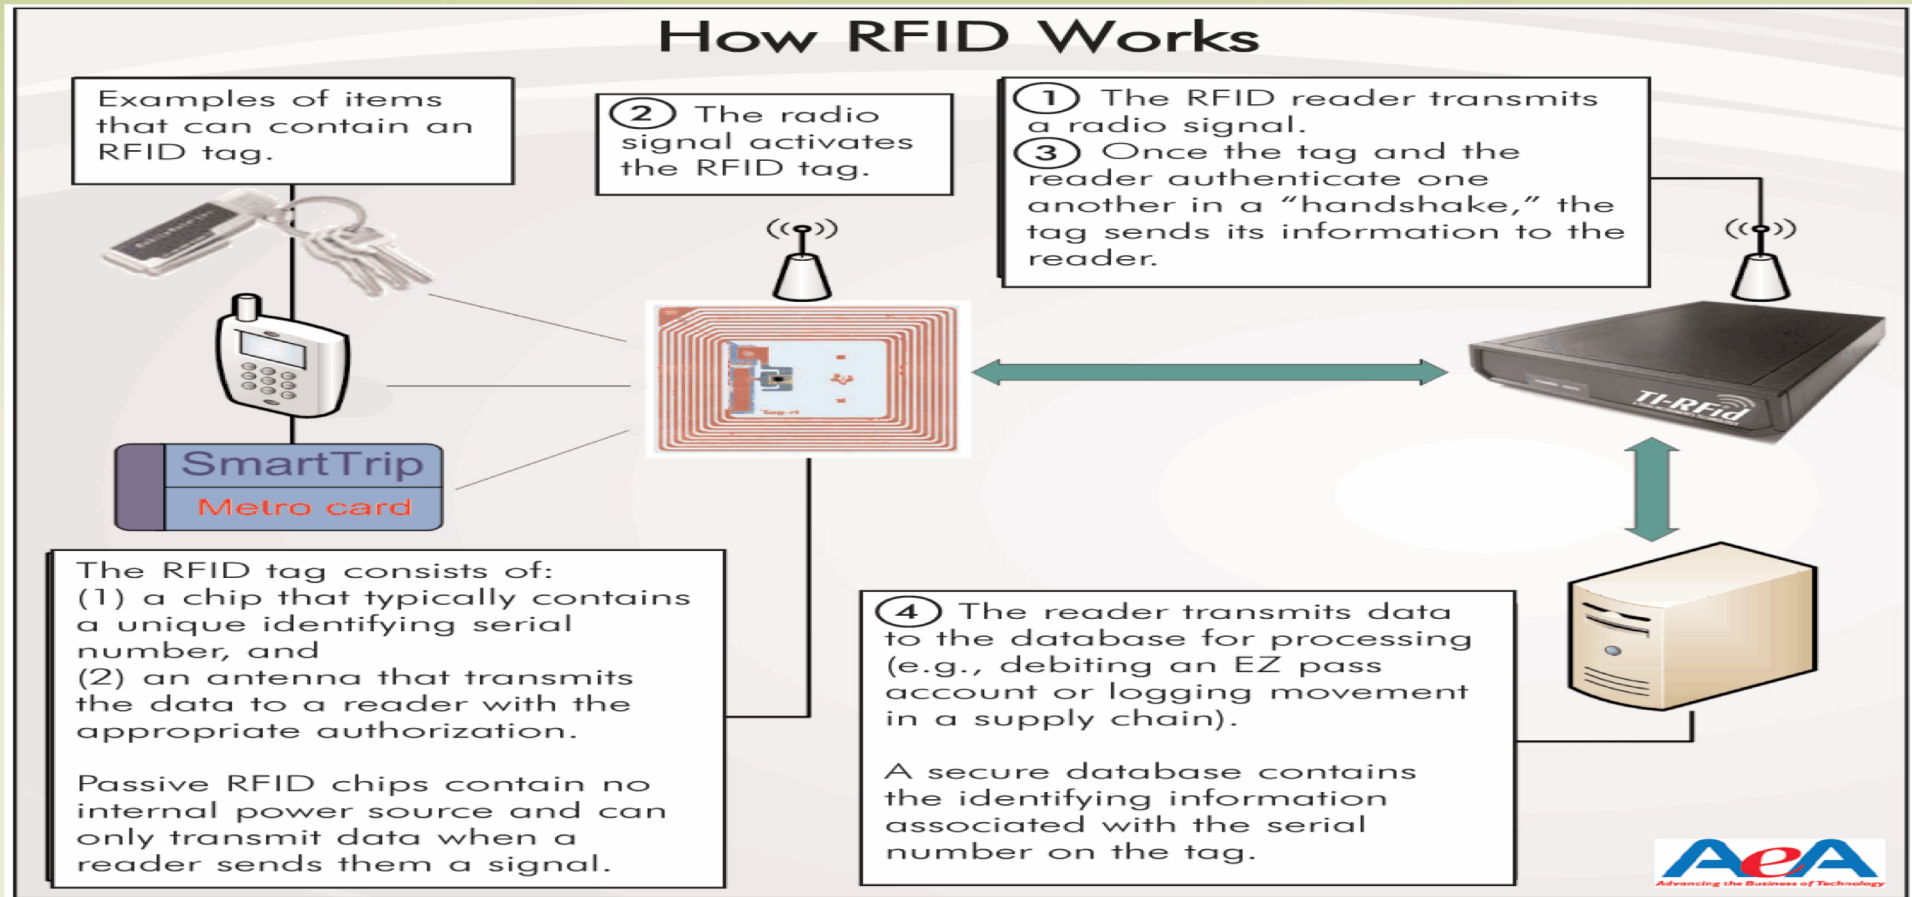 How RFID Works
Examples of items
that can contain an
RFID tag.
2 The radio
signal activates
the RFID tag.
1 The RFID reader transmits
a radio signal.
3 Once the tag and the
reader authenticate one
another in a “handshake,” the
tag sends its information to the
reader.
TI-RFid
SmartTrip
Metro card
The RFID tag consists of:
(1) a chip that typically contains
a unique identifying serial
number, and
(2) an antenna that transmits
the data to a reader with the
appropriate authorization.
Passive RFID chips contain no
internal power source and can
only transmit data when a
reader sends them a signal.
4 The reader transmits data
to the database for processing
(e.g., debiting an EZ pass
account or logging movement
in a supply chain).
A secure database contains
the identifying information
associated with the serial
number on the tag.
AeA
Advancing the Business of Technology